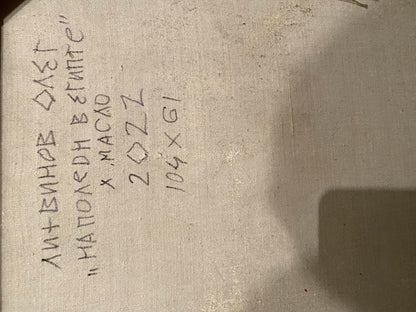 ЛИТВИНОВ ОЛЕГ
„НАПОЛЕОН В ЕГИПТЕ"
Х МАСЛО
2022
104 X 61